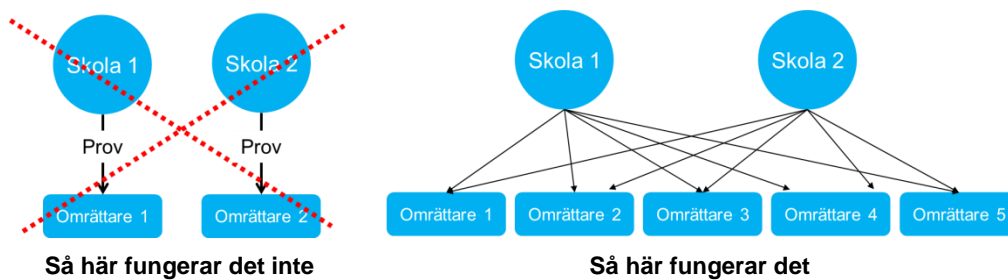 Skola 1
Skola 2
Prov
Prov
Omrättare 1
Omrättare 2
Så här fungerar det inte
Skola 1
Skola 2
Omrättare 1
Omrättare 2
Omrättare 3
Omrättare 4
Omrättare 5
Så här fungerar det